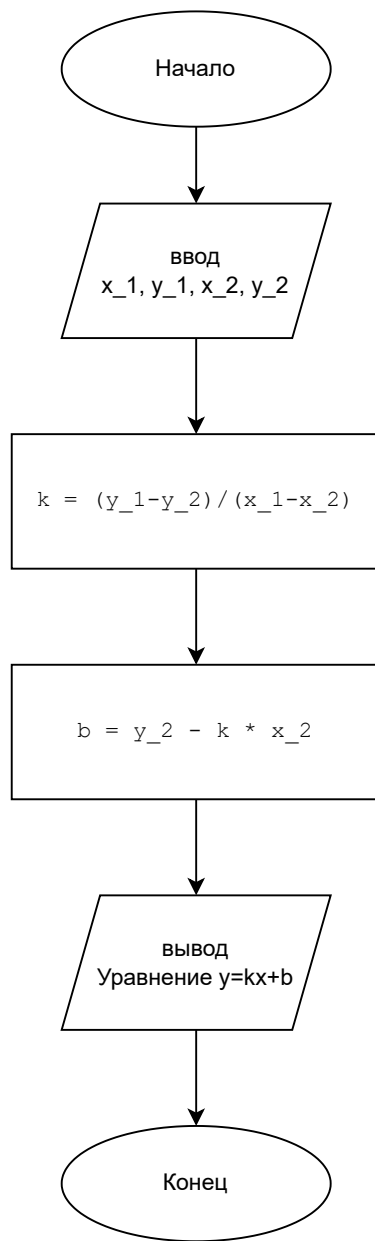 Начало
ввод
x_1, y_1, x_2, y_2
k = (y_1-y_2)/(x_1-x_2)
b = y_2 - k * x_2
вывод
Уравнение y=kx+b
Конец